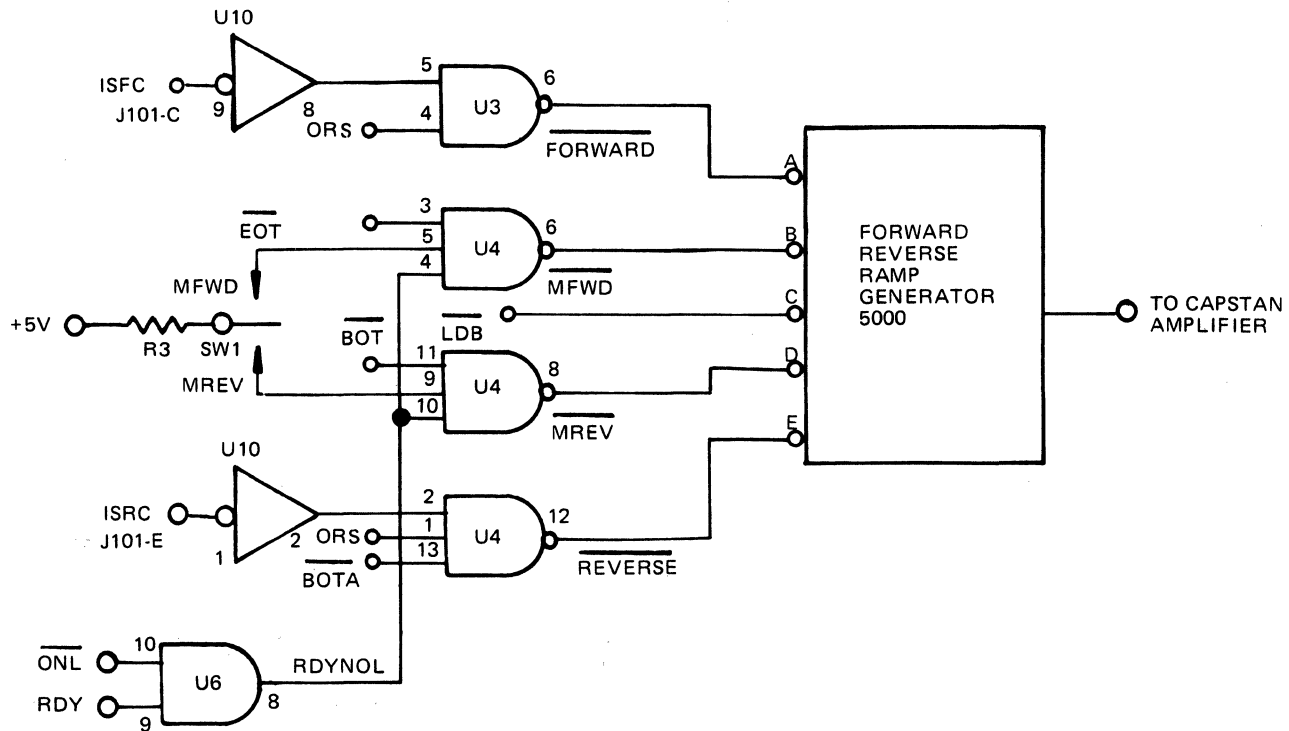 U10
ISFC
J101-C
9
8
ORS
5
4
U3
6
FORWARD
EOT
3
5
4
U4
6
MFWD
MFWD
+5V
R3
SW1
MREV
BOT
LDB
11
9
10
U4
8
MREV
U10
ISRC
J101-E
1
2
ORS
BOTA
2
1
13
U4
12
REVERSE
ONL
RDY
10
9
U6
8
RDYNOL
A
B
C
D
E
FORWARD
REVERSE
RAMP
GENERATOR
5000
TO CAPSTAN
AMPLIFIER